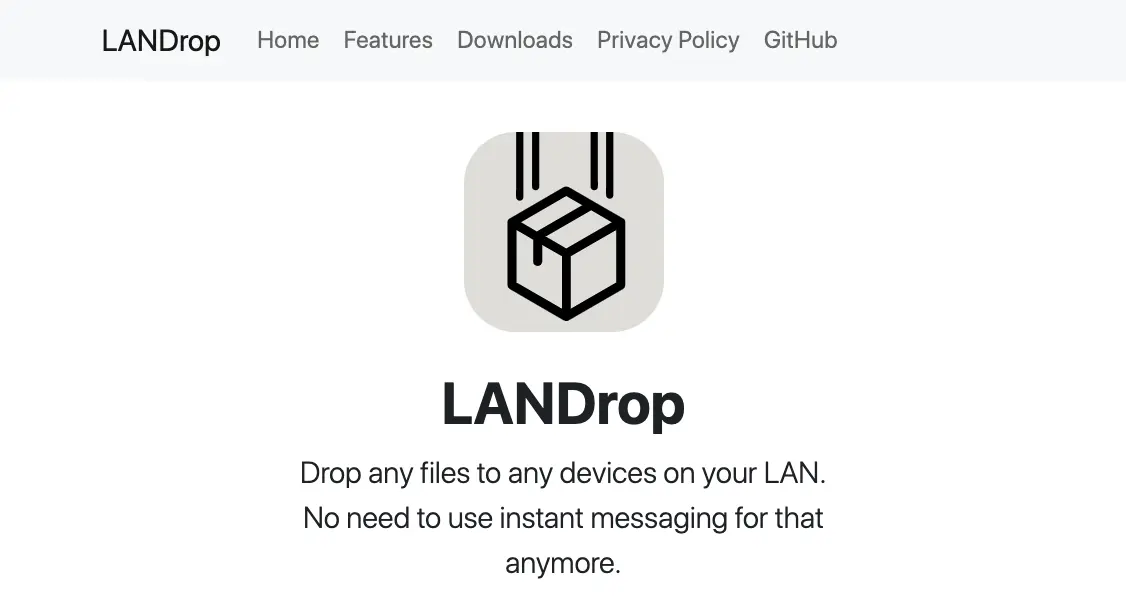 LANDrop Home Features Downloads Privacy Policy GitHub
LANDrop
Drop any files to any devices on your LAN.
No need to use instant messaging for that
anymore.